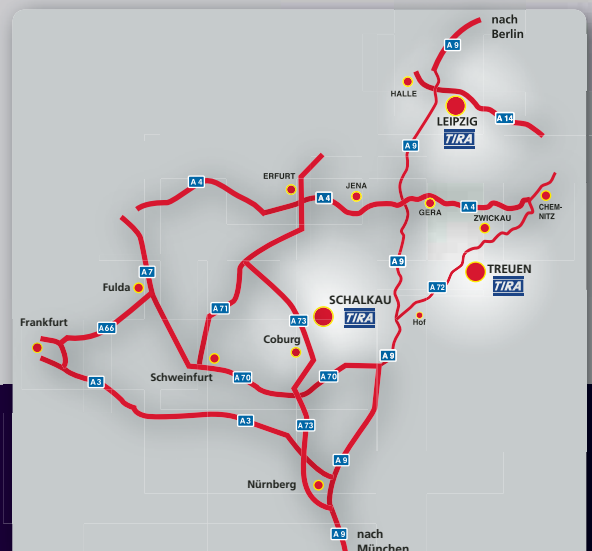 nach
Berlin
A 9
HALLE
LEIPZIG
TIRA
A 14
A 9
ERFURT
A 4
A 4
JENA
GERA
A 4
ZWICKAU
CHEM-
NITZ
A 7
Fulda
A 9
TREUEN
TIRA
A 72
A 71
A 73
SCHALKAU
TIRA
Hof
Frankfurt
A66
Coburg
A 9
Schweinfurt
A 70
A 70
A 3
A 3
A 73
A 9
Nürnberg
A 9
nach
München